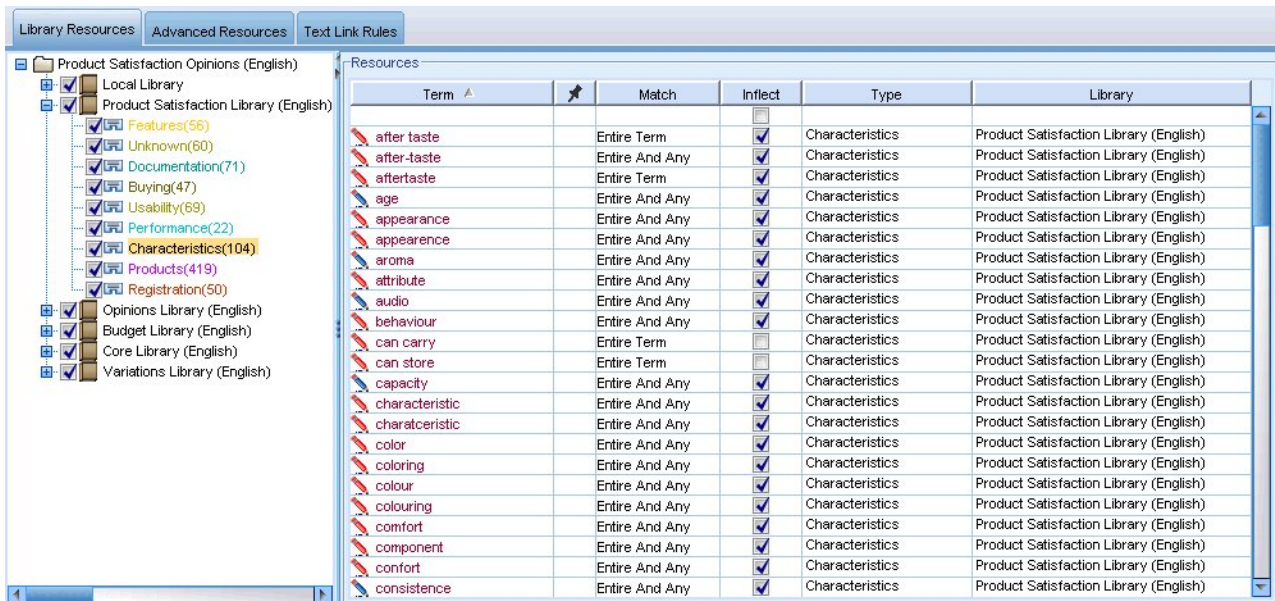 Library Resources Advanced Resources Text Link Rules
Product Satisfaction Opinions (English)
Local Library
Product Satisfaction Library (English)
Features(56)
Unknown(60)
Documentation(71)
Buying(47)
Usability(69)
Performance(22)
Characteristics(104)
Products(419)
Registration(50)
Opinions Library (English)
Budget Library (English)
Core Library (English)
Variations Library (English)
Resources
Term Match Inflect Type Library
after taste Entire Term Characteristics Product Satisfaction Library (English)
after-taste Entire And Any Characteristics Product Satisfaction Library (English)
aftertaste Entire Term Characteristics Product Satisfaction Library (English)
age Entire And Any Characteristics Product Satisfaction Library (English)
appearance Entire And Any Characteristics Product Satisfaction Library (English)
appearence Entire And Any Characteristics Product Satisfaction Library (English)
aroma Entire And Any Characteristics Product Satisfaction Library (English)
attribute Entire And Any Characteristics Product Satisfaction Library (English)
audio Entire And Any Characteristics Product Satisfaction Library (English)
behaviour Entire And Any Characteristics Product Satisfaction Library (English)
can carry Entire Term Characteristics Product Satisfaction Library (English)
can store Entire Term Characteristics Product Satisfaction Library (English)
capacity Entire And Any Characteristics Product Satisfaction Library (English)
characteristic Entire And Any Characteristics Product Satisfaction Library (English)
charatceristic Entire And Any Characteristics Product Satisfaction Library (English)
color Entire And Any Characteristics Product Satisfaction Library (English)
coloring Entire And Any Characteristics Product Satisfaction Library (English)
colour Entire And Any Characteristics Product Satisfaction Library (English)
colouring Entire And Any Characteristics Product Satisfaction Library (English)
comfort Entire And Any Characteristics Product Satisfaction Library (English)
component Entire And Any Characteristics Product Satisfaction Library (English)
confort Entire And Any Characteristics Product Satisfaction Library (English)
consistence Entire And Any Characteristics Product Satisfaction Library (English)